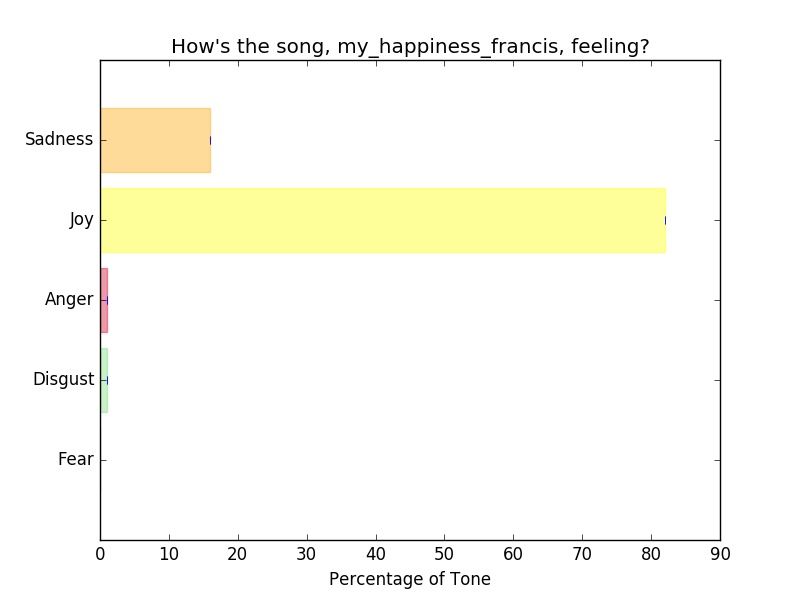 How's the song, my_happiness_francis, feeling?
Sadness
Joy
Anger
Disgust
Fear
0 10 20 30 40 50 60 70 80 90
Percentage of Tone